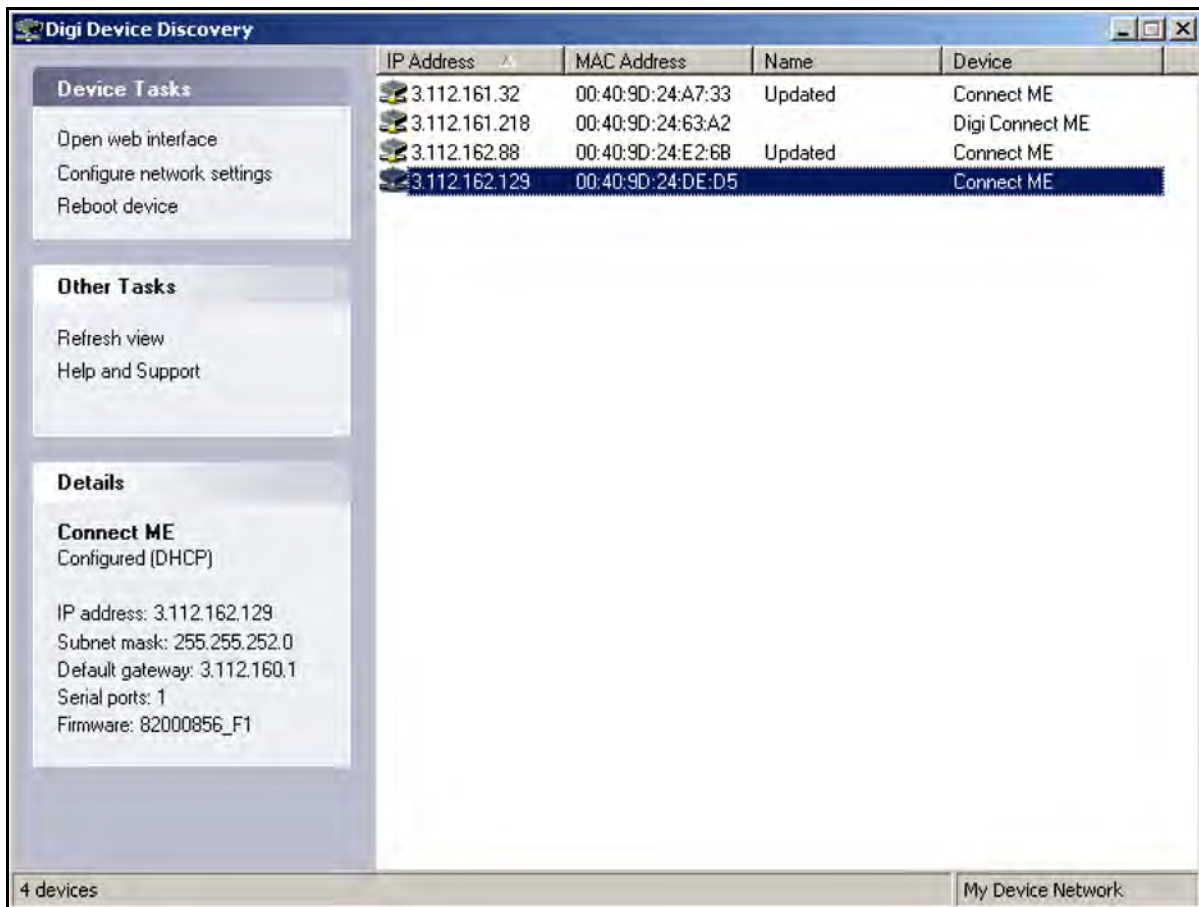 Digi Device Discovery
Device Tasks
Open web interface
Configure network settings
Reboot device
Other Tasks
Refresh view
Help and Support
Details
Connect ME
Configured (DHCP)
IP address: 3.112.162.129
Subnet mask: 255.255.252.0
Default gateway: 3.112.160.1
Serial ports: 1
Firmware: 82000856_F1
IP Address MAC Address Name Device
3.112.161.32 00:40:9D:24:A7:33 Updated Connect ME
3.112.161.218 00:40:9D:24:63:A2 Digi Connect ME
3.112.162.88 00:40:9D:24:E2:6B Updated Connect ME
3.112.162.129 00:40:9D:24:DE:D5 Connect ME
4 devices My Device Network